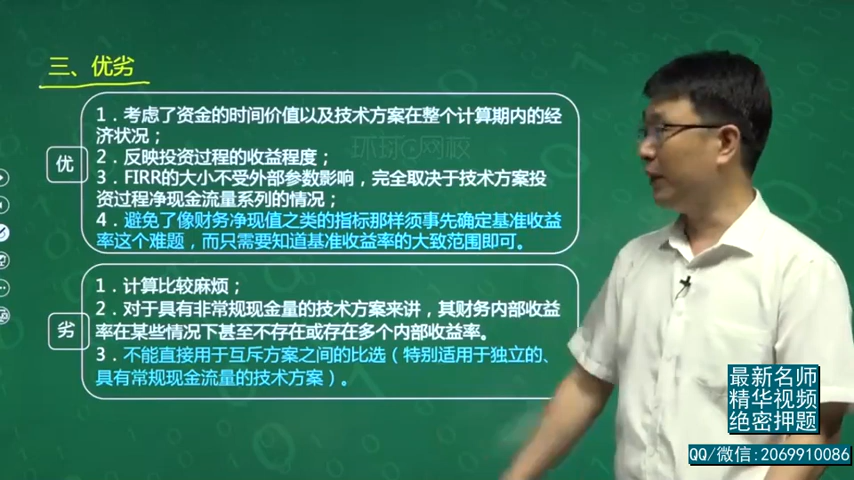 三、优劣
优
1．考虑了资金的时间价值以及技术方案在整个计算期内的经
济状况；
2．反映投资过程的收益程度；
3．FIRR的大小不受外部参数影响，完全取决于技术方案投
资过程净现金流量系列的情况；
4．避免了像财务净现值之类的指标那样须事先确定基准收益
率这个难题，而只需要知道基准收益率的大致范围即可。
环球网校
劣
1．计算比较麻烦；
2．对于具有非常规现金量的技术方案来讲，其财务内部收益
率在某些情况下甚至不存在或存在多个内部收益率。
3．不能直接用于互斥方案之间的比选（特别适用于独立的、
具有常规现金流量的技术方案）。
最新名师
精华视频
绝密押题
QQ/微信:2069910086